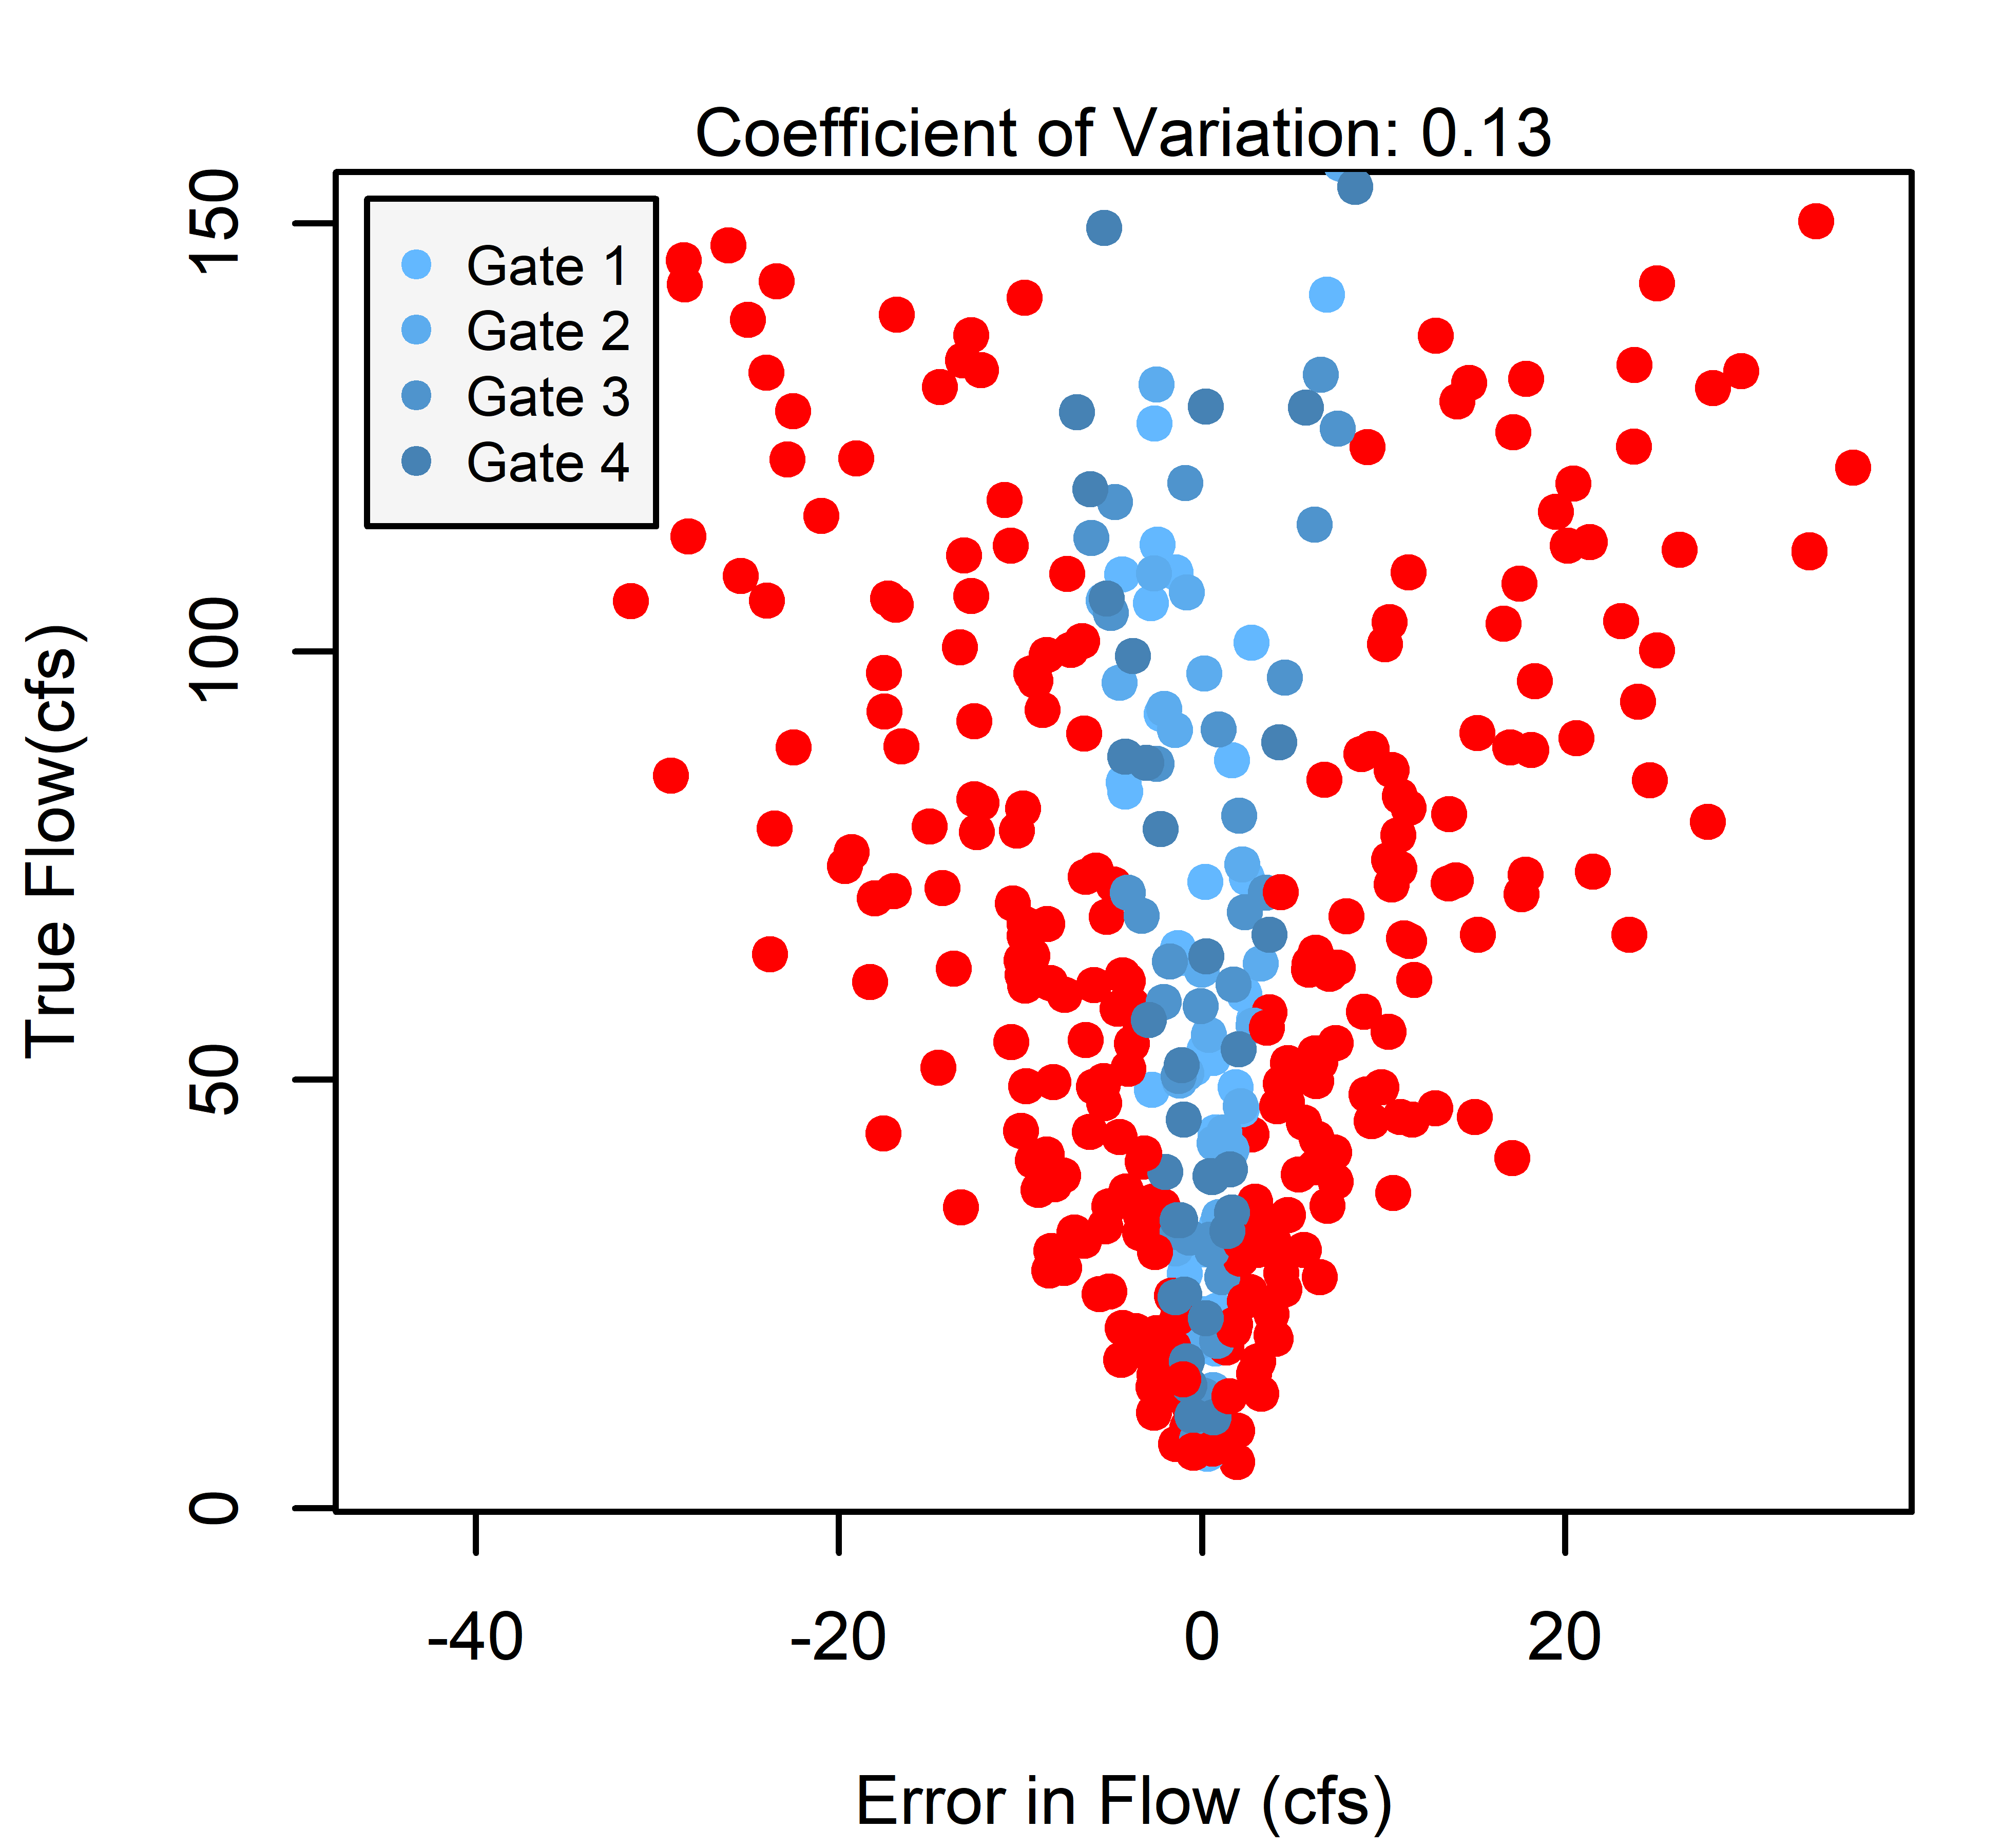 Coefficient of Variation: 0.13
150
100
50
0
True Flow(cfs)
Gate 1
Gate 2
Gate 3
Gate 4
-40 -20 0 20
Error in Flow (cfs)